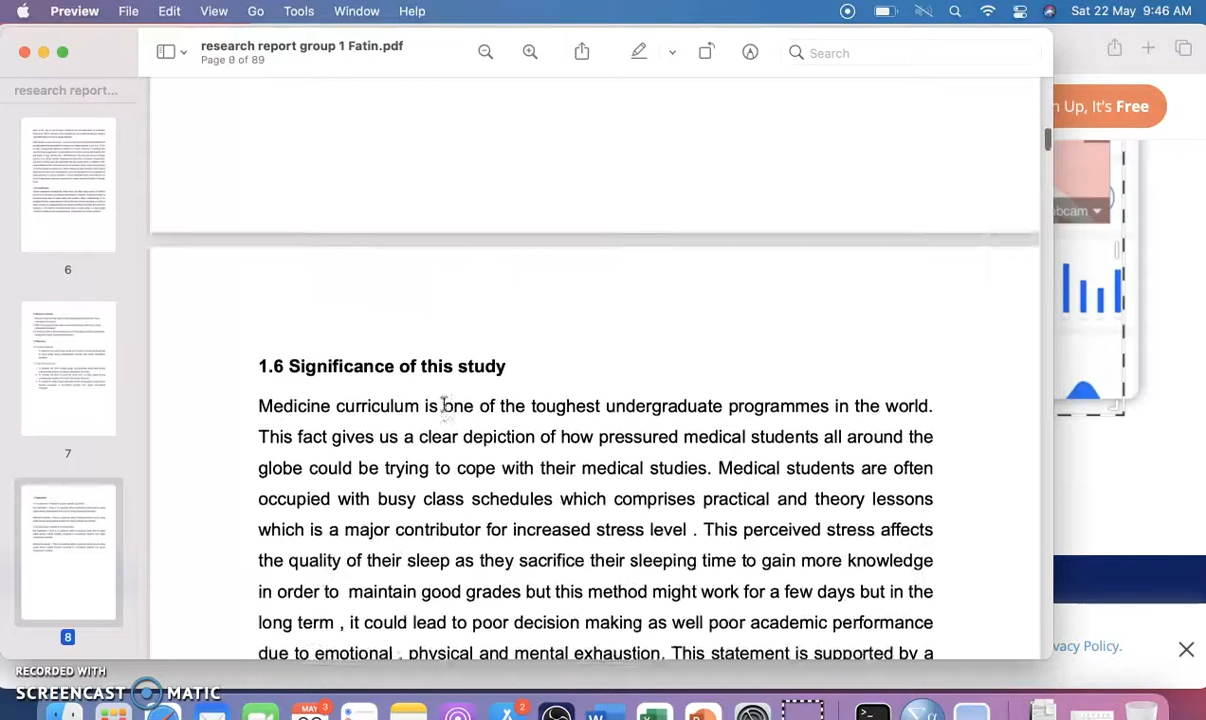 Preview File Edit View Go Tools Window Help Sat 22 May 9:46 AM
research report group 1 Fatin.pdf
Page 8 of 89
Search
research report...
n Up, It's Free
ebcam
6
7
8
1.6 Significance of this study
Medicine curriculum is one of the toughest undergraduate programmes in the world.
This fact gives us a clear depiction of how pressured medical students all around the
globe could be trying to cope with their medical studies. Medical students are often
occupied with busy class schedules which comprises practical and theory lessons
which is a major contributor for increased stress level . This perceived stress affects
the quality of their sleep as they sacrifice their sleeping time to gain more knowledge
in order to maintain good grades but this method might work for a few days but in the
long term , it could lead to poor decision making as well poor academic performance
due to emotional , physical and mental exhaustion. This statement is supported by a
vacy Policy.
RECORDED WITH
SCREENCAST MATIC
MAY 3
2